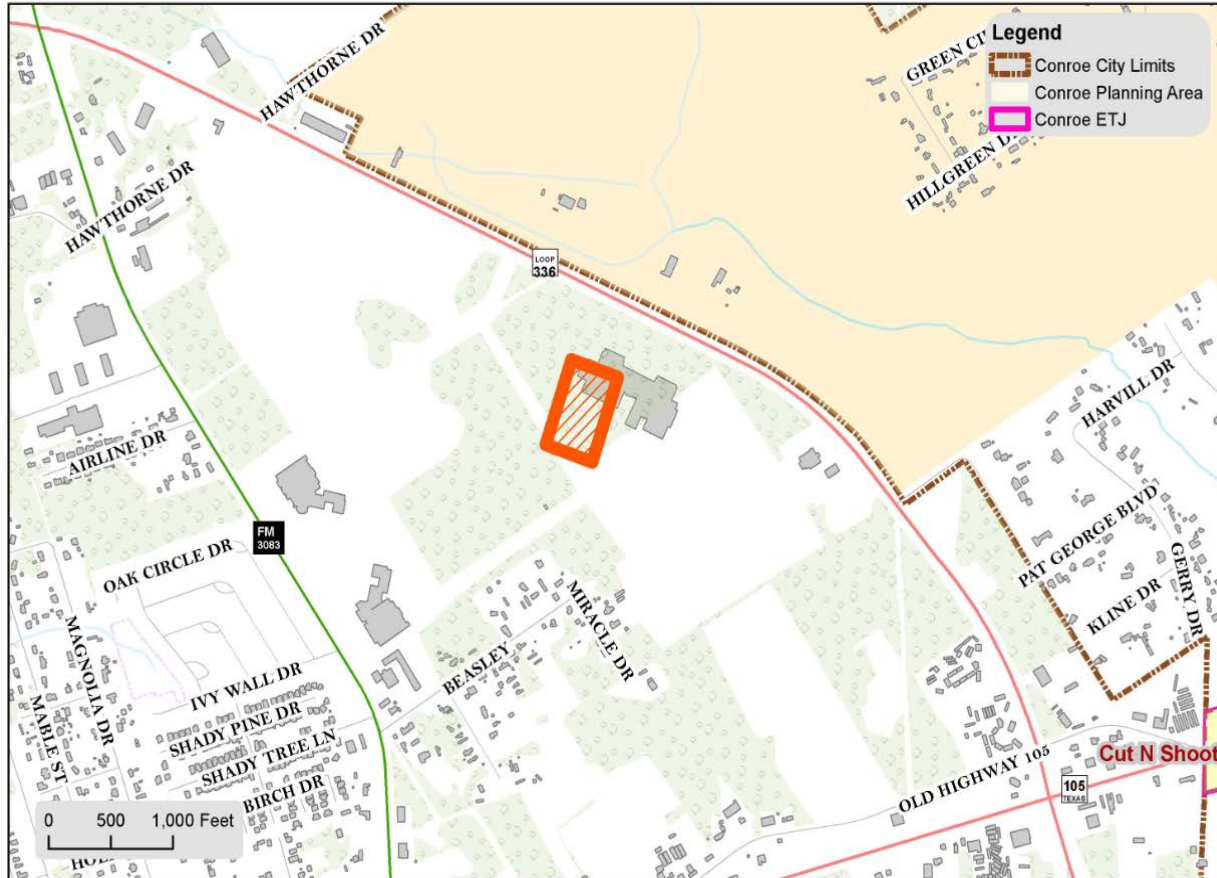 Legend
Conroe City Limits
Conroe Planning Area
Conroe ETJ
HAWTHORNE DR
HILLGREEN
HAWTHORNE DR
LOOP
336
HARVILL DR
AIRLINE DR
PAT GEORGE BLVD
FM
3083
OAK CIRCLE DR
GERRY DR
KLINE DR
MIRACLE DR
MAGNOLIA DR
BEASLEY
IVY WALL DR
MABLE ST
SHADY PINE DR
SHADY TREE LN
Cut N Shoot
OLD HIGHWAY 105
105
TEXAS
BIRCH DR
0 500 1,000 Feet
GREEN